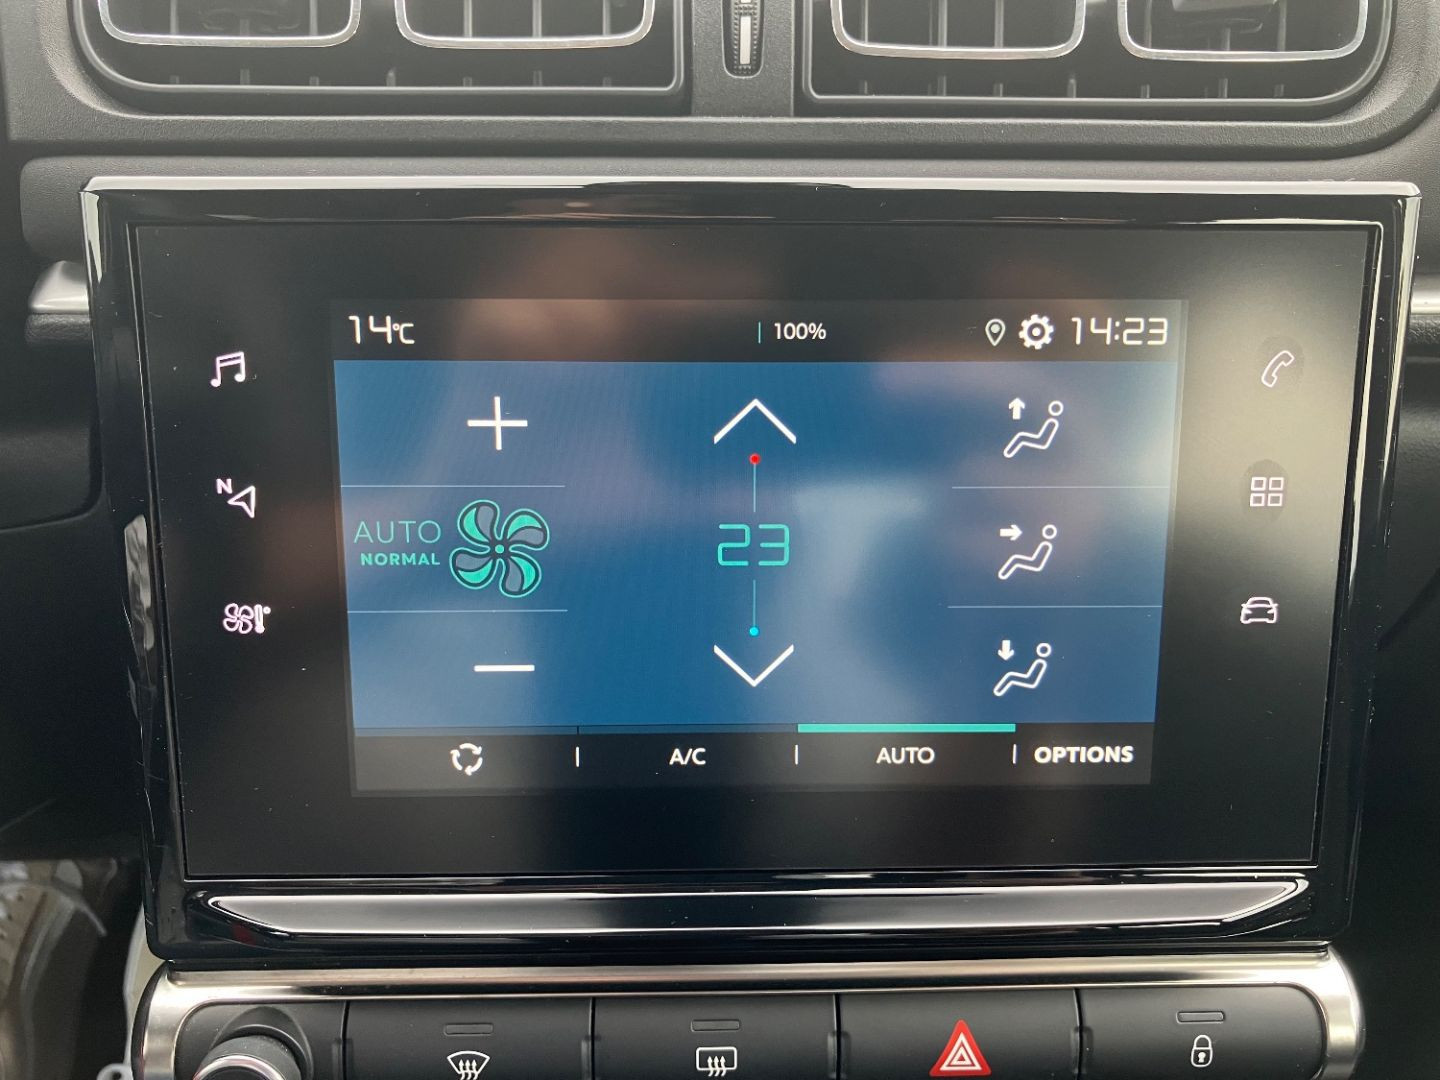 14°C 100% 14:23
N
AUTO
NORMAL
23
A/C AUTO OPTIONS